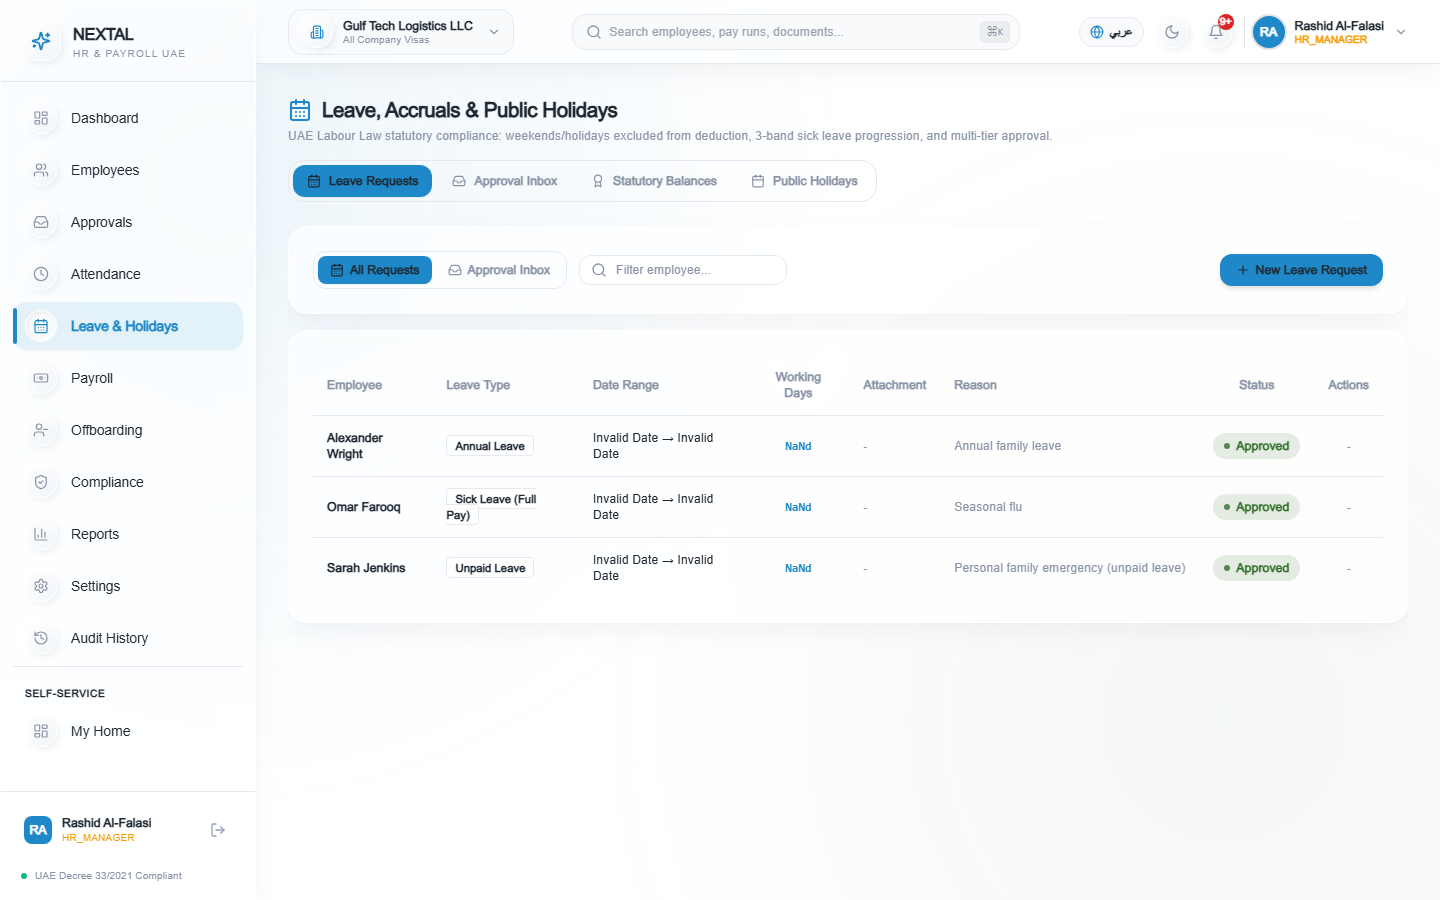 NEXTAL
HR & PAYROLL UAE
Gulf Tech Logistics LLC
All Company Visas
Search employees, pay runs, documents...
⌘K
عربي
9+
RA
Rashid Al-Falasi
HR_MANAGER
Dashboard
Employees
Approvals
Attendance
Leave & Holidays
Payroll
Offboarding
Compliance
Reports
Settings
Audit History
SELF-SERVICE
My Home
RA
Rashid Al-Falasi
HR_MANAGER
UAE Decree 33/2021 Compliant
Leave, Accruals & Public Holidays
UAE Labour Law statutory compliance: weekends/holidays excluded from deduction, 3-band sick leave progression, and multi-tier approval.
Leave Requests
Approval Inbox
Statutory Balances
Public Holidays
All Requests
Approval Inbox
Filter employee...
+ New Leave Request
Employee
Leave Type
Date Range
Working
Days
Attachment
Reason
Status
Actions
Alexander
Wright
Annual Leave
Invalid Date → Invalid
Date
NaNd
-
Annual family leave
Approved
-
Omar Farooq
Sick Leave (Full
Pay)
Invalid Date → Invalid
Date
NaNd
-
Seasonal flu
Approved
-
Sarah Jenkins
Unpaid Leave
Invalid Date → Invalid
Date
NaNd
-
Personal family emergency (unpaid leave)
Approved
-